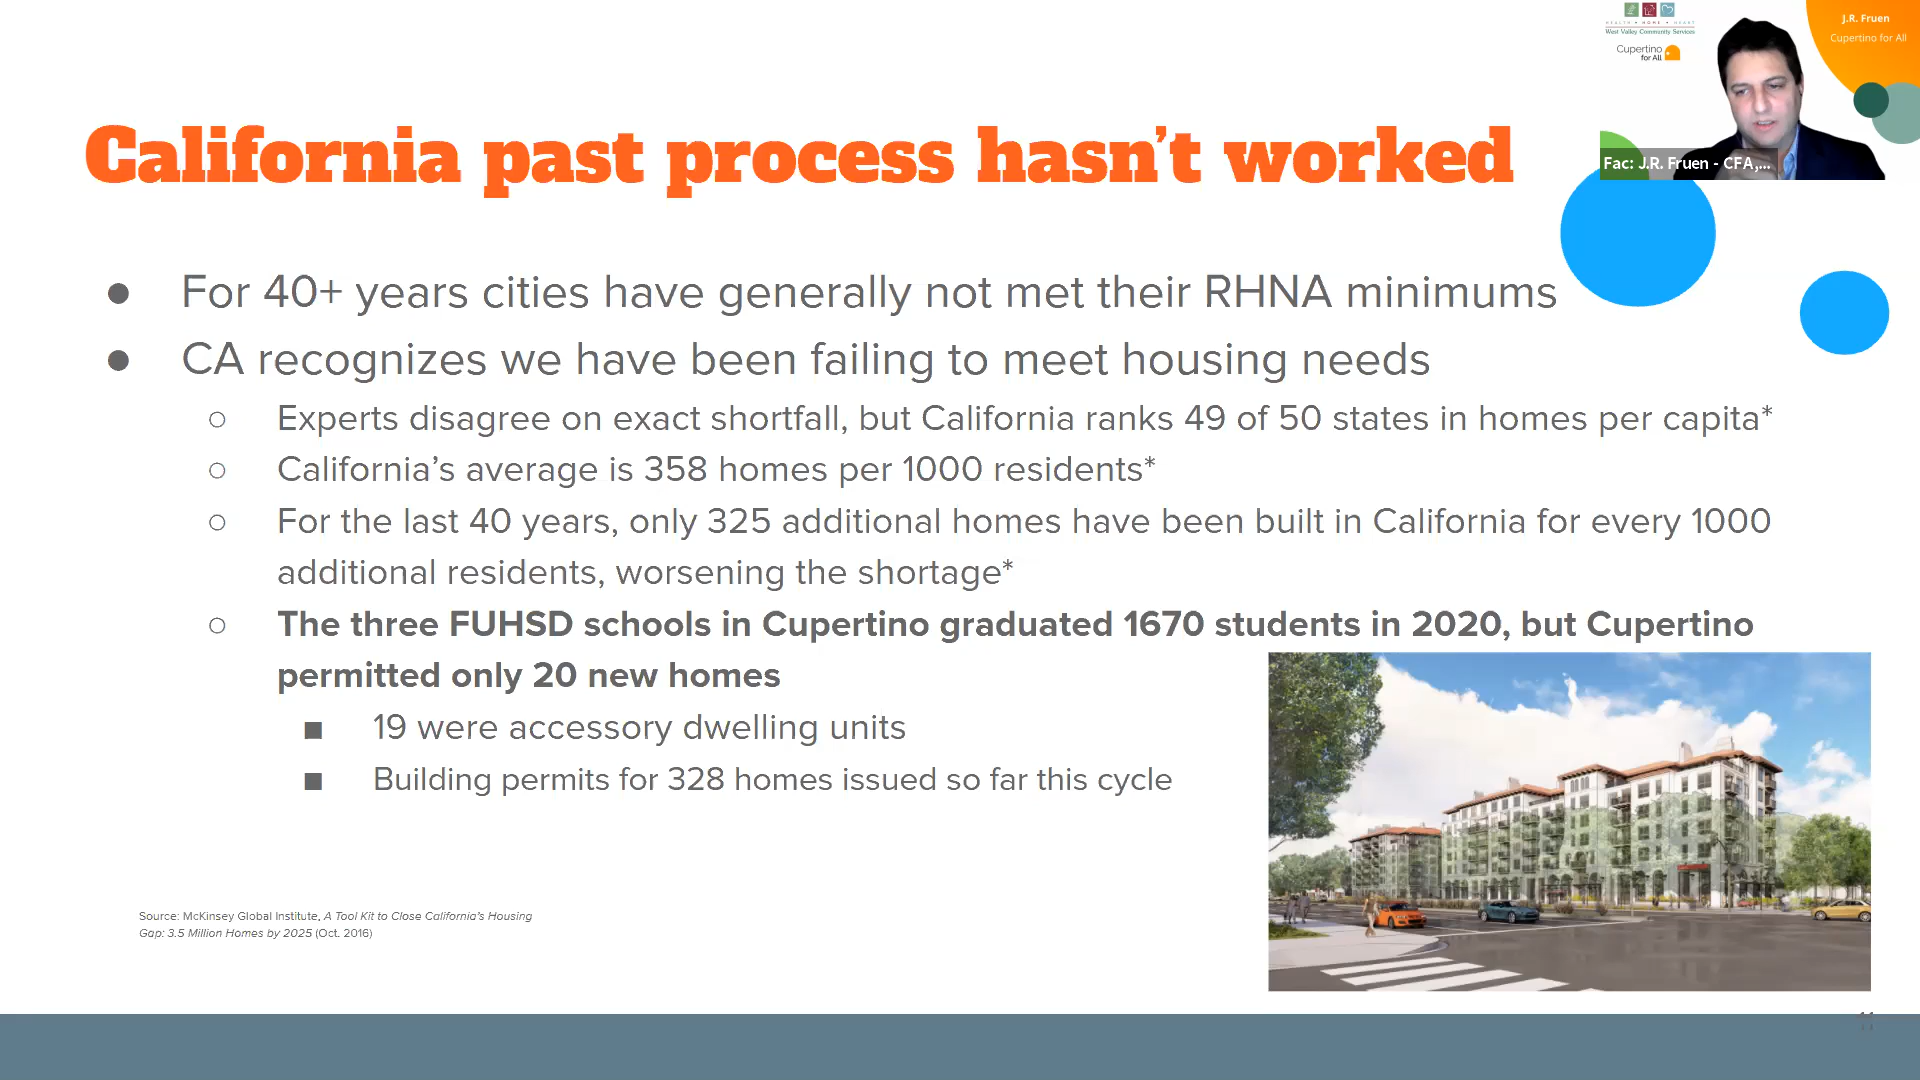 California past process hasn't worked
● For 40+ years cities have generally not met their RHNA minimums
● CA recognizes we have been failing to meet housing needs
○ Experts disagree on exact shortfall, but California ranks 49 of 50 states in homes per capita*
○ California’s average is 358 homes per 1000 residents*
○ For the last 40 years, only 325 additional homes have been built in California for every 1000
additional residents, worsening the shortage*
○ The three FUHSD schools in Cupertino graduated 1670 students in 2020, but Cupertino
permitted only 20 new homes
■ 19 were accessory dwelling units
■ Building permits for 328 homes issued so far this cycle
Source: McKinsey Global Institute, A Tool Kit to Close California’s Housing
Gap: 3.5 Million Homes by 2025 (Oct. 2016)
HEALTH • HOME • HEART
West Valley Community Services
Cupertino
for All
J.R. Fruen
Cupertino for All
Fac: J.R. Fruen - CFA,...